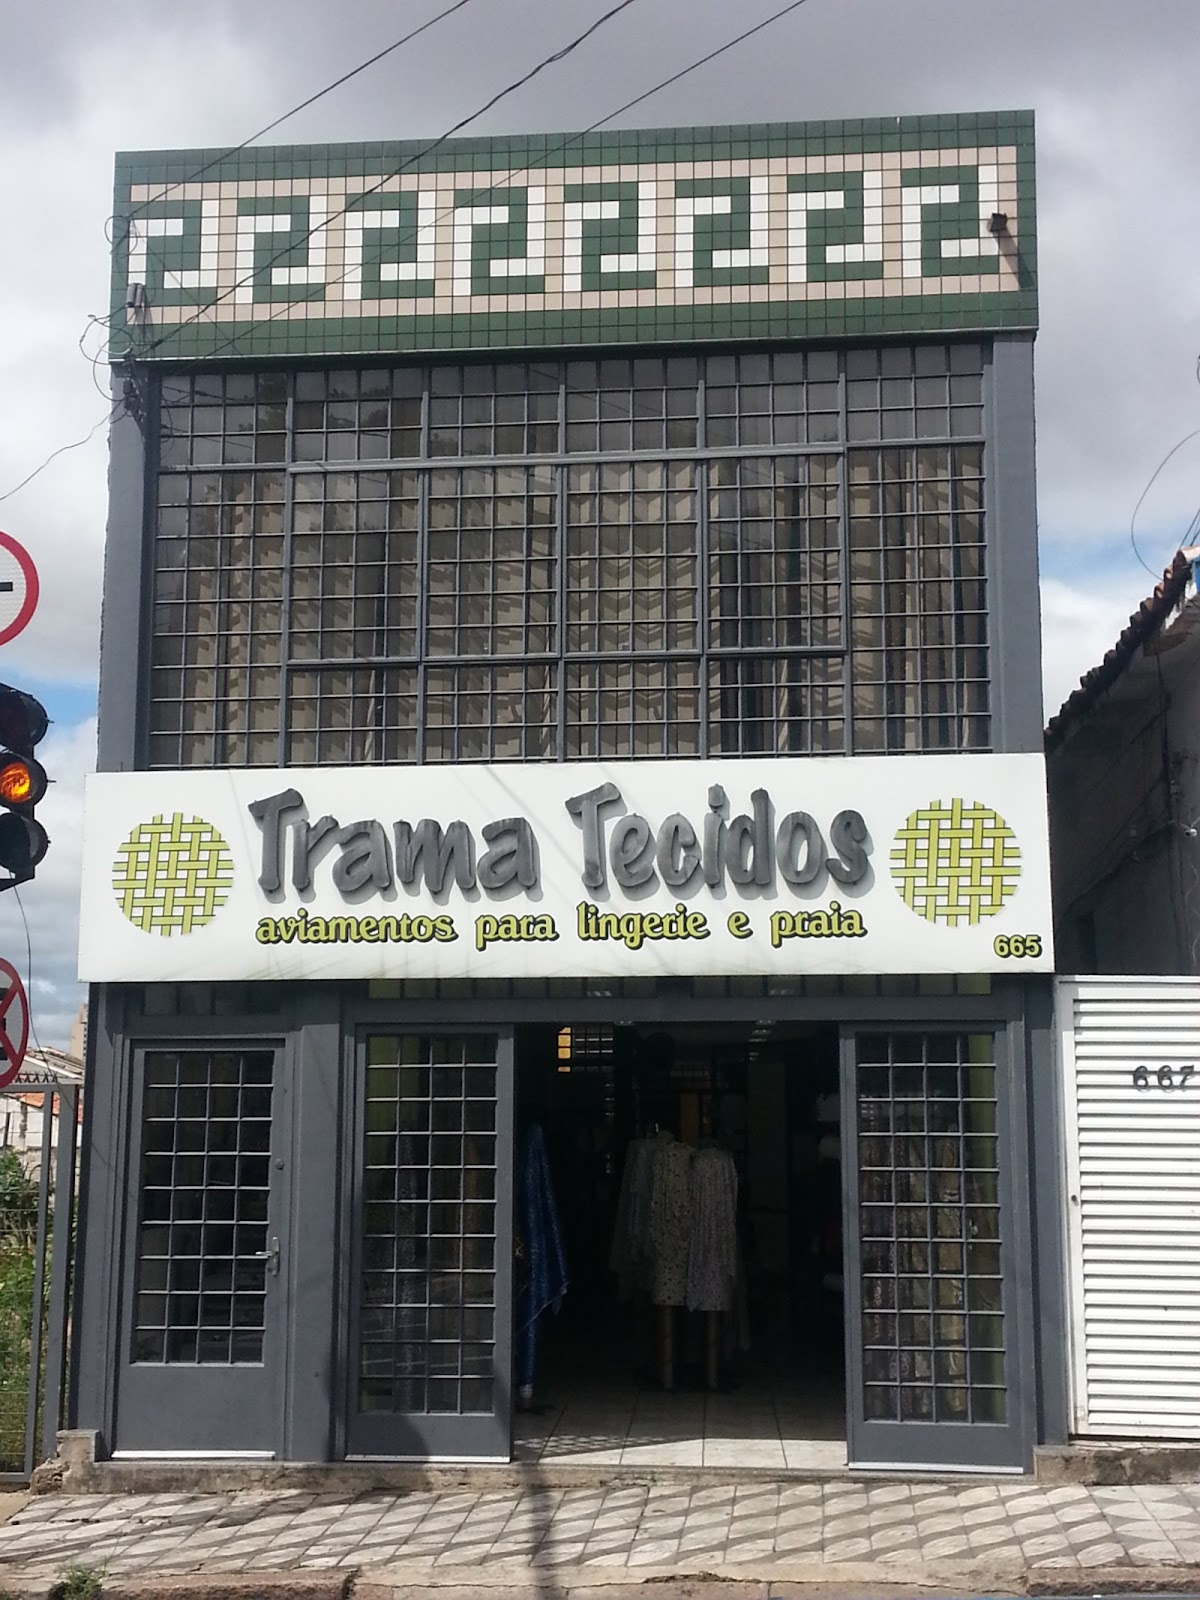 Trama Tecidos
aviamentos para lingerie e praia
665
667